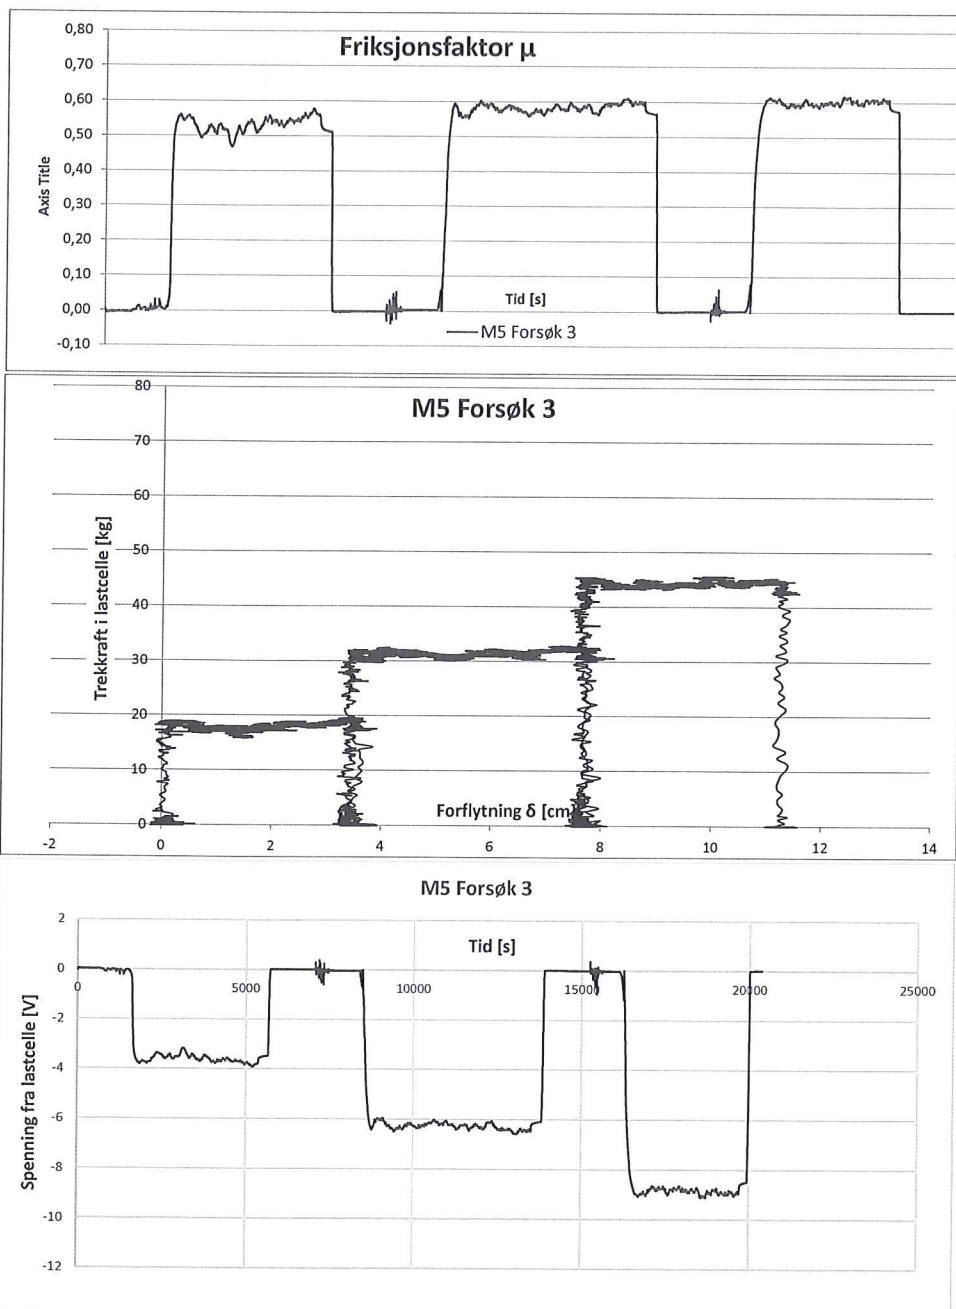 Friksjonsfaktor μ
0,80
0,70
0,60
0,50
0,40
0,30
0,20
0,10
0,00
-0,10
Axis Title
Tid [s]
M5 Forsøk 3
M5 Forsøk 3
80
70
60
50
40
30
20
10
0
Trekkraft i lastcelle [kg]
Forflytning δ [cm]
-2 0 2 4 6 8 10 12 14
M5 Forsøk 3
Tid [s]
2
0
-2
-4
-6
-8
-10
-12
Spenning fra lastcelle [V]
0 5000 10000 15000 20000 25000